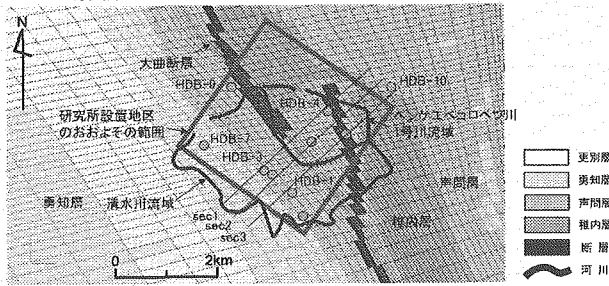 N
大曲断層
HDB-9
HDB-10
HDB-4
ペンケエベコロベツ川
1号川流域
研究所設置地区
のおおよその範囲
HDB-7
HDB-3
HDB-1
勇知層
清水川流域
声問層
稚内層
sec1
sec2
sec3
0 2km
更別層
勇知層
声問層
稚内層
断層
河川